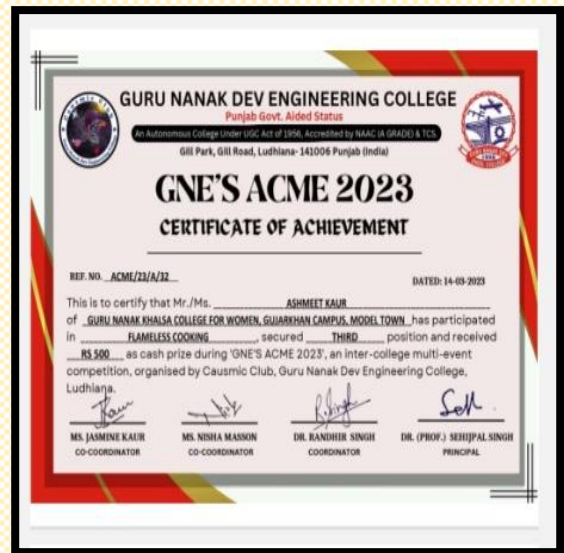 Causmic Club
GURU NANAK DEV ENGINEERING COLLEGE
Punjab Govt. Aided Status
An Autonomous College Under UGC Act of 1956, Accredited by NAAC (A GRADE) & TCS.
Gill Park, Gill Road, Ludhiana- 141006 Punjab (India)
GNE'S ACME 2023
CERTIFICATE OF ACHIEVEMENT
REF. NO. ACME/23/A/32
DATED: 14-03-2023
This is to certify that Mr./Ms. ASHMEET KAUR
of GURU NANAK KHALSA COLLEGE FOR WOMEN, GUJARKHAN CAMPUS, MODEL TOWN has participated
in FLAMELESS COOKING, secured THIRD position and received
RS 500 as cash prize during 'GNE'S ACME 2023', an inter-college multi-event
competition, organised by Causmic Club, Guru Nanak Dev Engineering College,
Ludhiana.
MS. JASMINE KAUR MS. NISHA MASSON DR. RANDHIR SINGH DR. (PROF.) SEHIJPAL SINGH
CO-COORDINATOR CO-COORDINATOR COORDINATOR PRINCIPAL